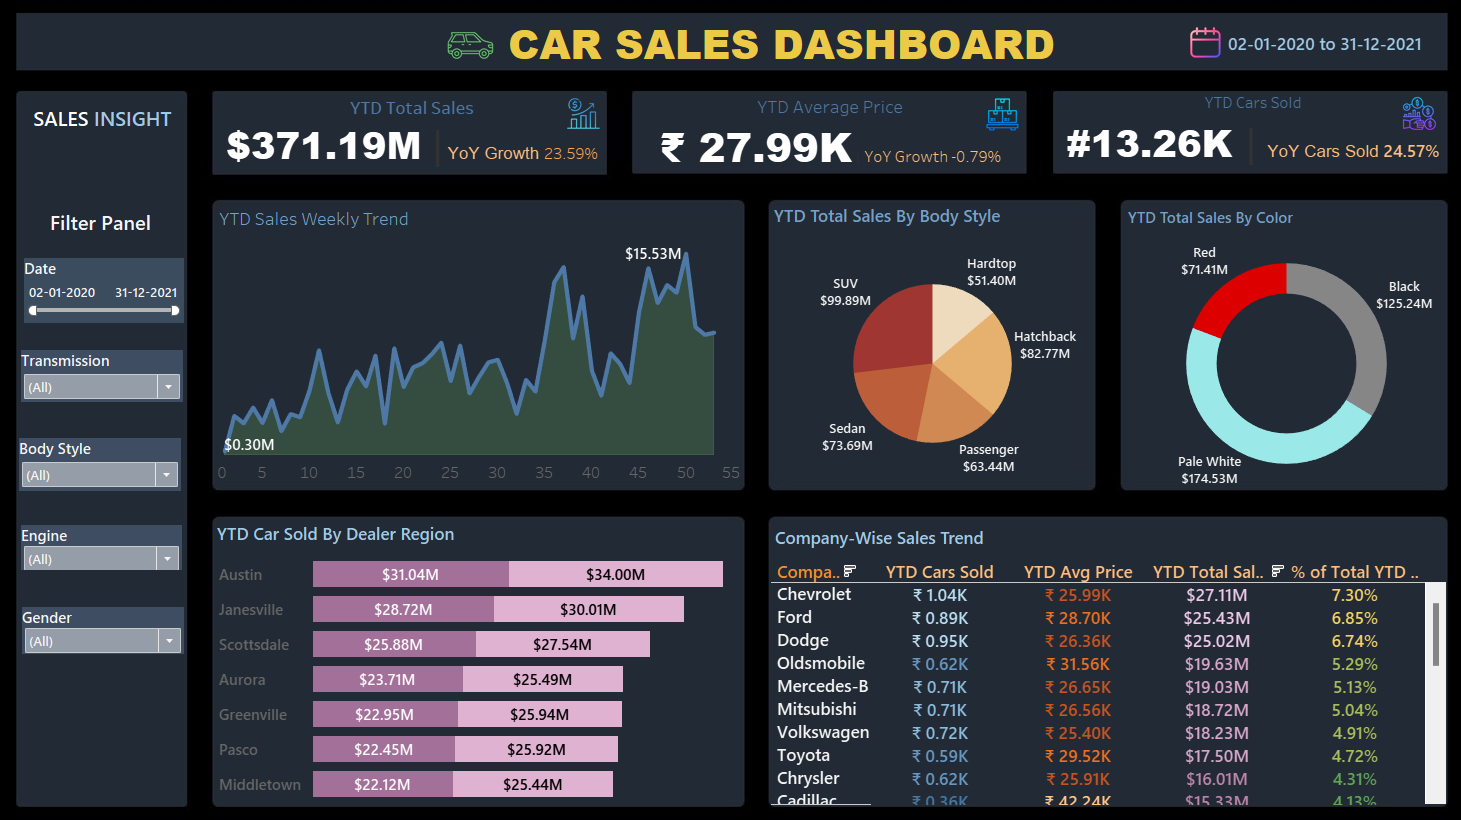 CAR SALES DASHBOARD
02-01-2020 to 31-12-2021
SALES INSIGHT
Filter Panel
Date
02-01-2020 31-12-2021
Transmission
(All)
Body Style
(All)
Engine
(All)
Gender
(All)
YTD Total Sales
$371.19M
YoY Growth 23.59%
YTD Average Price
₹ 27.99K
YoY Growth -0.79%
YTD Cars Sold
#13.26K
YoY Cars Sold 24.57%
YTD Sales Weekly Trend
$15.53M
$0.30M
0 5 10 15 20 25 30 35 40 45 50 55
YTD Total Sales By Body Style
Hardtop
$51.40M
SUV
$99.89M
Hatchback
$82.77M
Sedan
$73.69M
Passenger
$63.44M
YTD Total Sales By Color
Red
$71.41M
Black
$125.24M
Pale White
$174.53M
YTD Car Sold By Dealer Region
Austin $31.04M $34.00M
Janesville $28.72M $30.01M
Scottsdale $25.88M $27.54M
Aurora $23.71M $25.49M
Greenville $22.95M $25.94M
Pasco $22.45M $25.92M
Middletown $22.12M $25.44M
Company-Wise Sales Trend
Compa.. YTD Cars Sold YTD Avg Price YTD Total Sal.. % of Total YTD ..
Chevrolet ₹ 1.04K ₹ 25.99K $27.11M 7.30%
Ford ₹ 0.89K ₹ 28.70K $25.43M 6.85%
Dodge ₹ 0.95K ₹ 26.36K $25.02M 6.74%
Oldsmobile ₹ 0.62K ₹ 31.56K $19.63M 5.29%
Mercedes-B ₹ 0.71K ₹ 26.65K $19.03M 5.13%
Mitsubishi ₹ 0.71K ₹ 26.56K $18.72M 5.04%
Volkswagen ₹ 0.72K ₹ 25.40K $18.23M 4.91%
Toyota ₹ 0.59K ₹ 29.52K $17.50M 4.72%
Chrysler ₹ 0.62K ₹ 25.91K $16.01M 4.31%
Cadillac ₹ 0.36K ₹ 42.24K $15.33M 4.13%